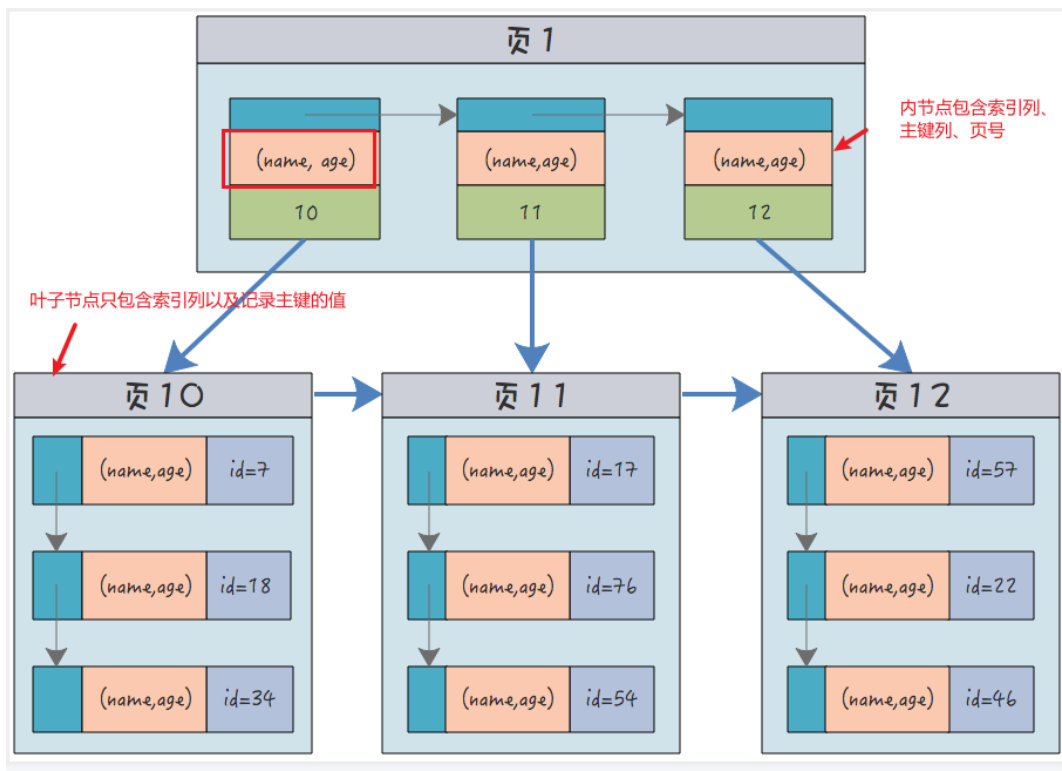 页1
内节点包含索引列、
主键列、页号
(name, age)
(name,age)
(name,age)
10
11
12
叶子节点只包含索引列以及记录主键的值
页10
页11
页12
(name,age) id=7
(name,age) id=17
(name,age) id=57
(name,age) id=18
(name,age) id=76
(name,age) id=22
(name,age) id=34
(name,age) id=54
(name,age) id=46